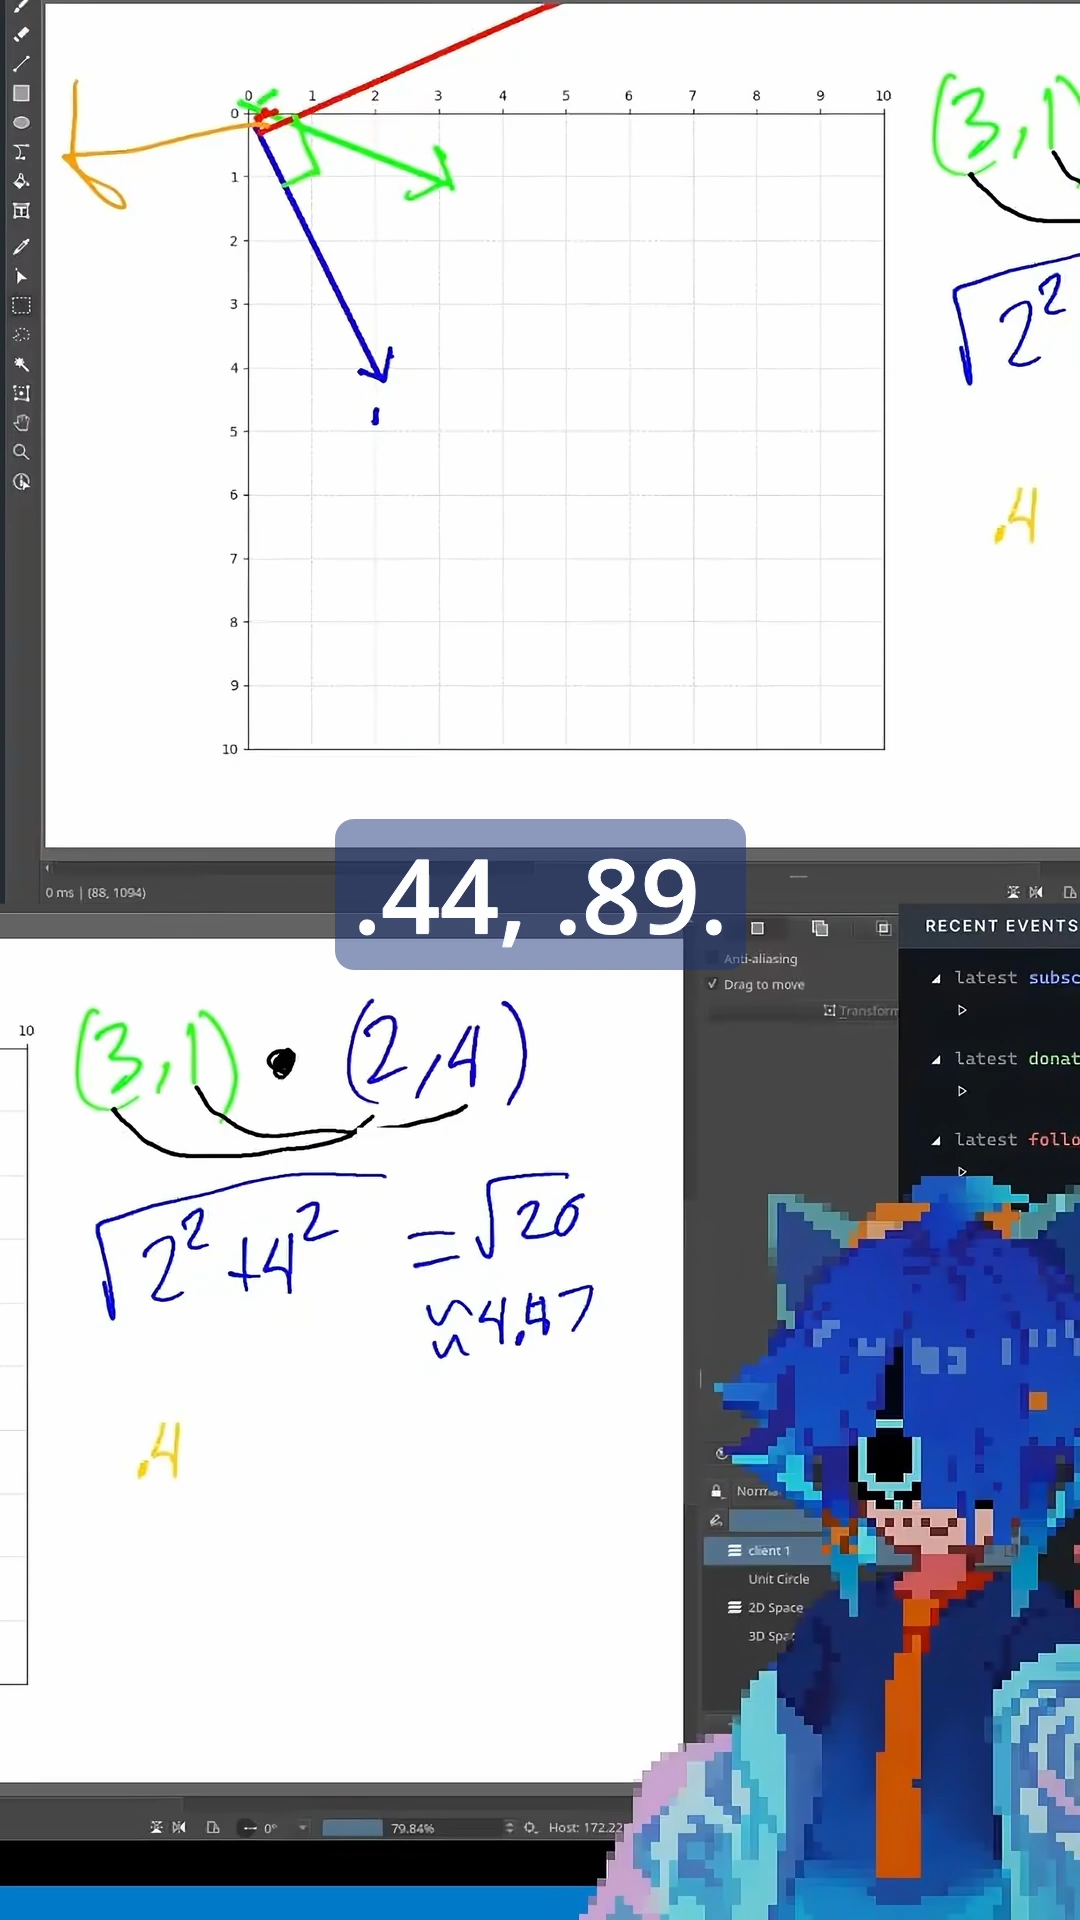 0 1 2 3 4 5 6 7 8 9 10
0
1
2
3
4
5
6
7
8
9
10
(3,1)
√2²
.4
0 ms | (88, 1094)
.44, .89.
RECENT EVENTS
Anti-aliasing
Drag to move
Transform
latest subsc
latest donat
latest follo
10
(3,1) • (2,4)
√2²+4² = √20
≈4.47
.4
Norma
client 1
Unit Circle
2D Space
3D Spac
0°
79.84%
Host: 172.22